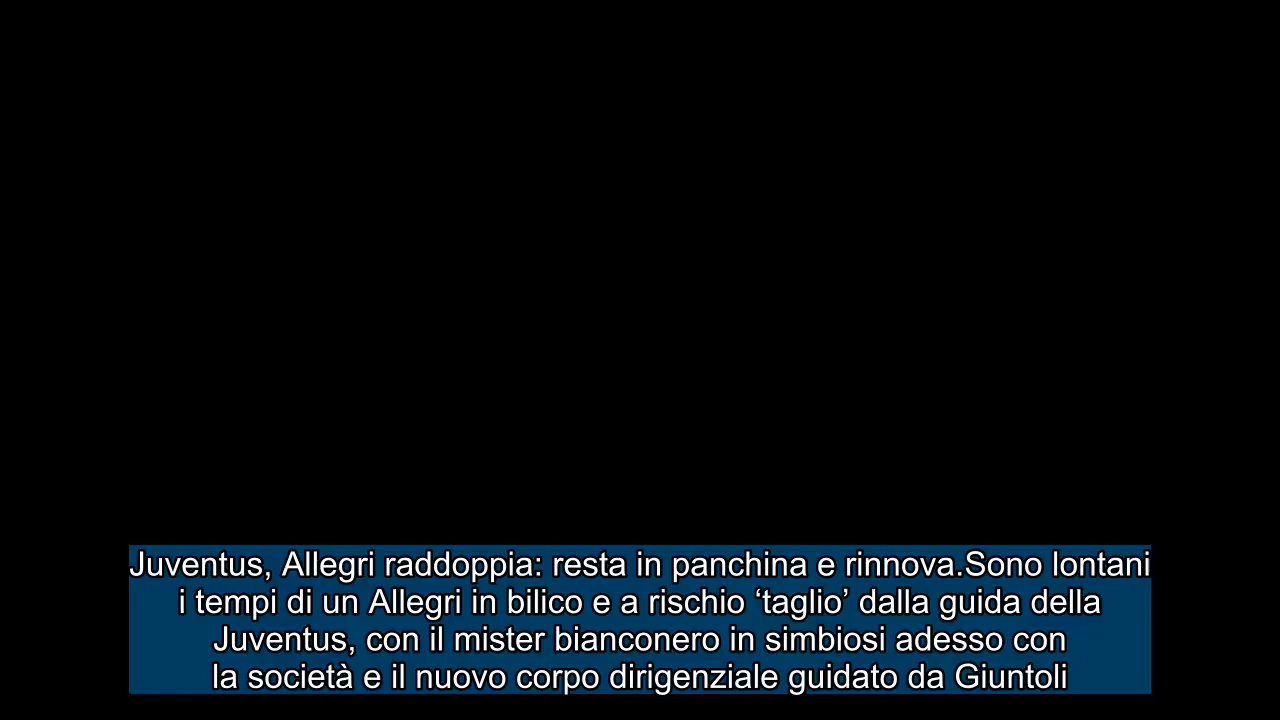 Juventus, Allegri raddoppia: resta in panchina e rinnova.Sono lontani
i tempi di un Allegri in bilico e a rischio ‘taglio’ dalla guida della
Juventus, con il mister bianconero in simbiosi adesso con
la società e il nuovo corpo dirigenziale guidato da Giuntoli